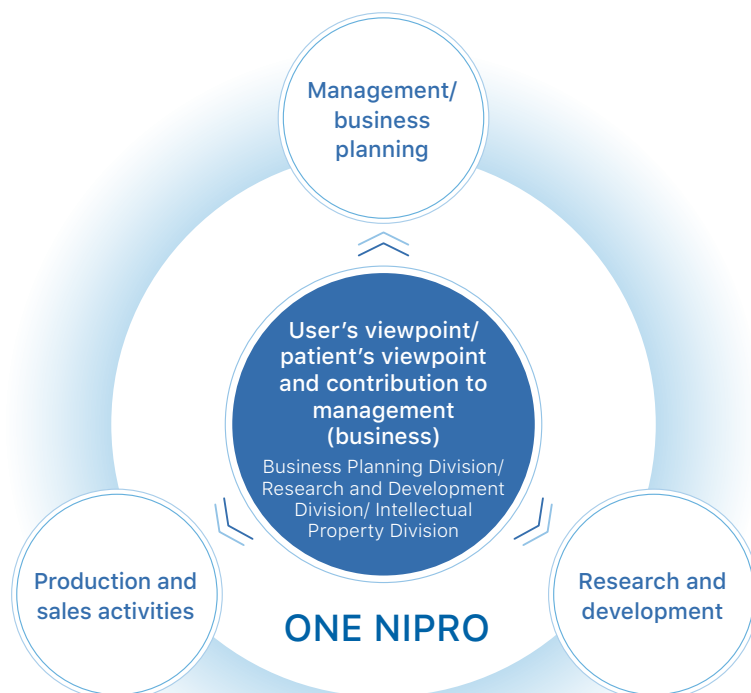 Management/
business
planning
User’s viewpoint/
patient’s viewpoint
and contribution to
management
(business)
Business Planning Division/
Research and Development
Division/ Intellectual
Property Division
Production and
sales activities
Research and
development
ONE NIPRO